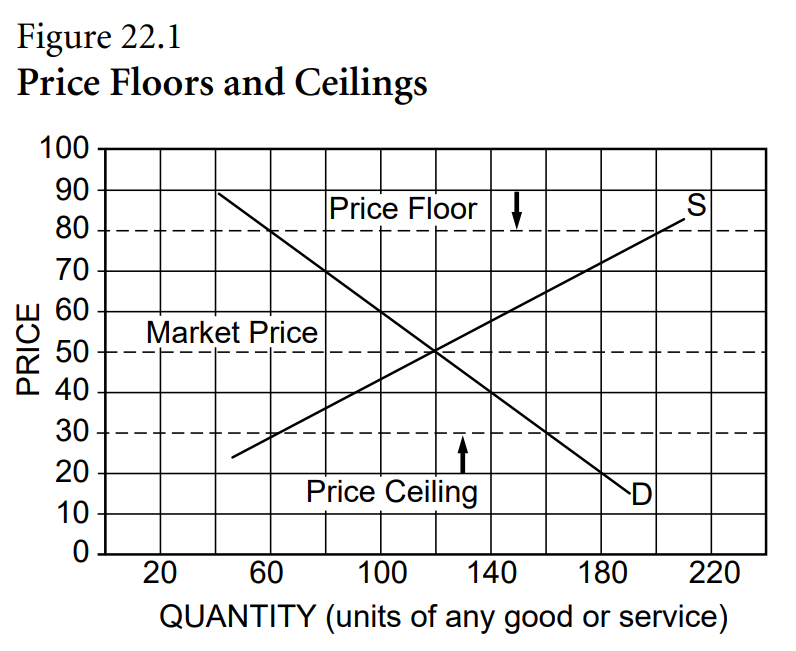 Figure 22.1
Price Floors and Ceilings
100
90
Price Floor
S
80
70
60
Market Price
50
40
30
20
Price Ceiling
D
10
0
PRICE
20 60 100 140 180 220
QUANTITY (units of any good or service)